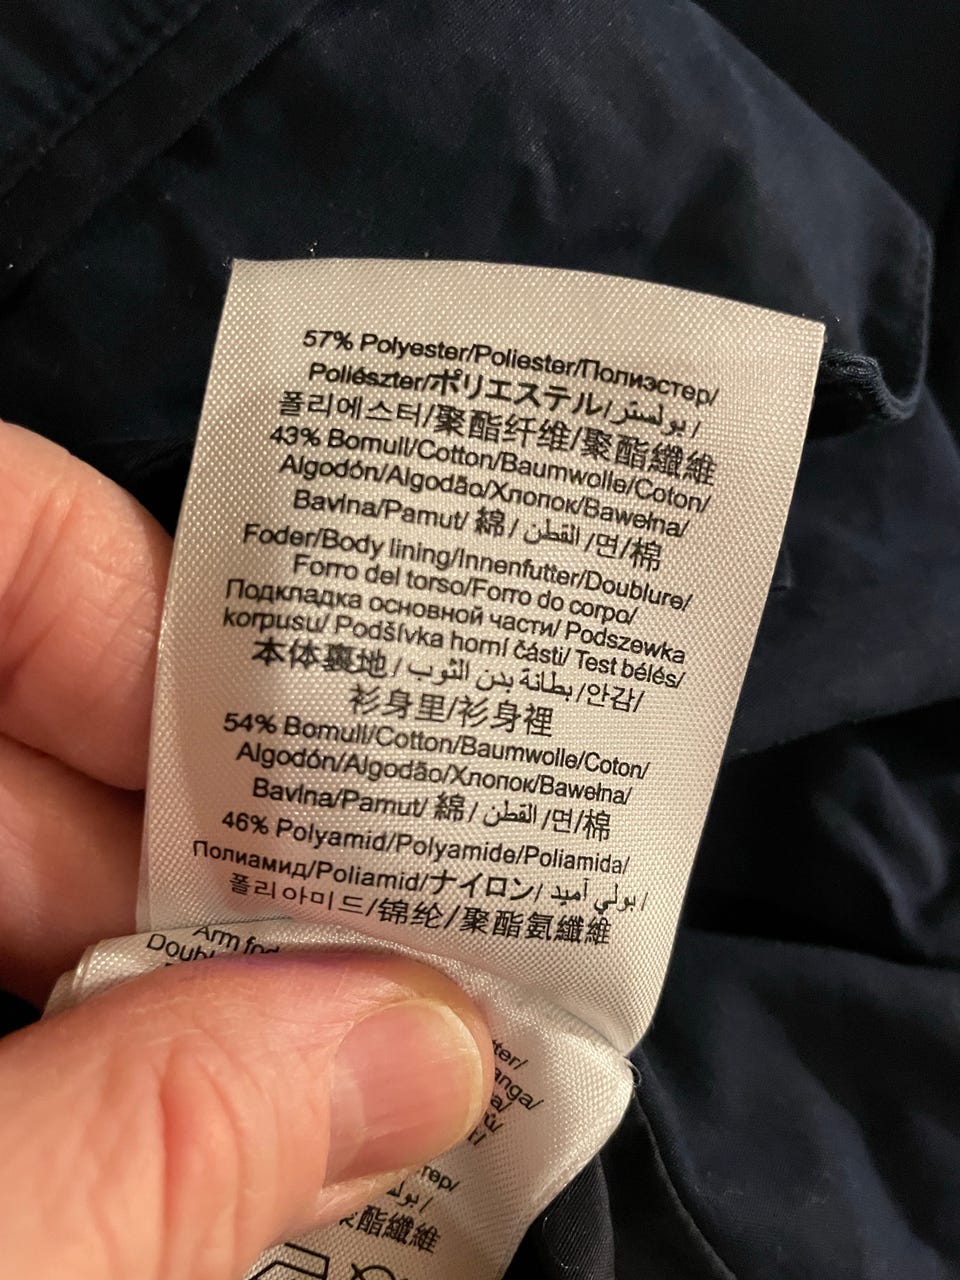 57% Polyester/Poliester/Полиэстер/
Poliészter/ポリエステル/بولستر/
폴리에스터/聚酯纤维/聚酯纖維
43% Bomull/Cotton/Baumwolle/Coton/
Algodón/Algodão/Хлопок/Bawełna/
Bavlna/Pamut/ 綿/ القطن /면/棉
Foder/Body lining/Innenfutter/Doublure/
Forro del torso/Forro do corpo/
Подкладка основной части/ Podszewka
korpusu/ Podšívka horní části/ Test bélés/
本体裏地/بطانة بدن الثوب/안감/
衫身里/衫身裡
54% Bomull/Cotton/Baumwolle/Coton/
Algodón/Algodão/Хлопок/Bawełna/
Bavlna/Pamut/ 綿/ القطن /면/棉
46% Polyamid/Polyamide/Poliamida/
Полиамид/Poliamid/ナイロン/بولي أميد/
폴리아미드/锦纶/聚酯氨纖維
Arm